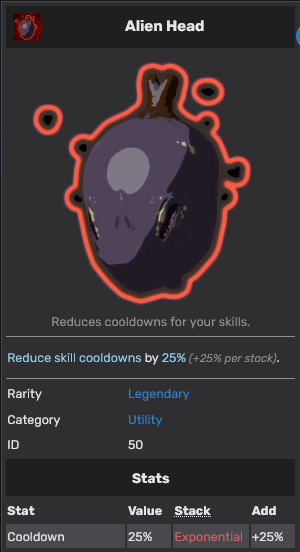 Alien Head
Reduces cooldowns for your skills.
Reduce skill cooldowns by 25% (+25% per stack).
Rarity Legendary
Category Utility
ID 50
Stats
Stat Value Stack Add
Cooldown 25% Exponential +25%